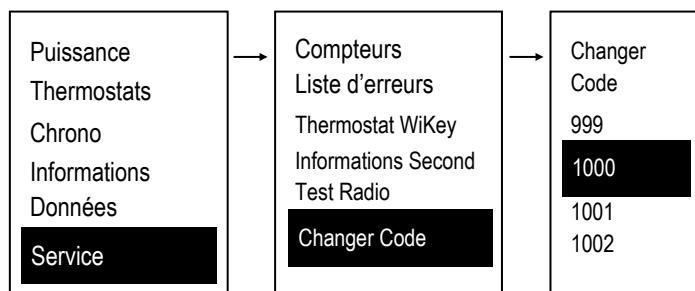 Puissance
Thermostats
Chrono
Informations
Données
Service
Compteurs
Liste d'erreurs
Thermostat WiKey
Informations Second
Test Radio
Changer Code
Changer
Code
999
1000
1001
1002